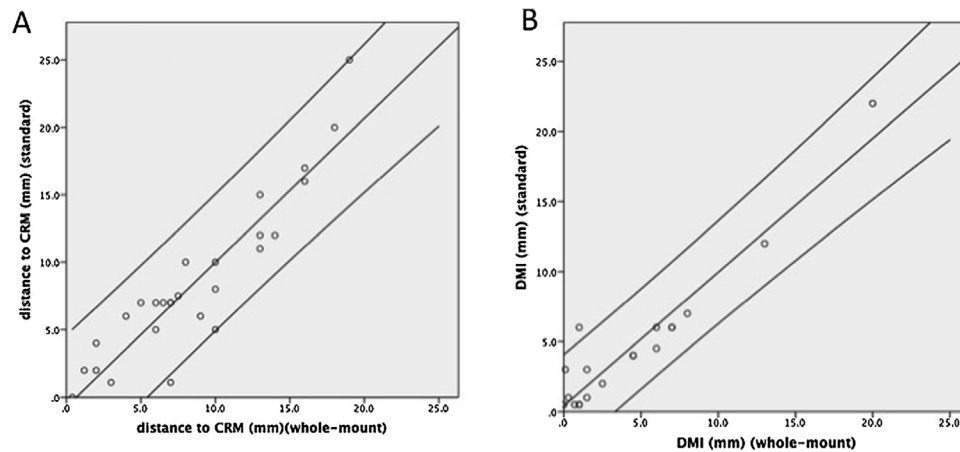 A
distance to CRM (mm) (standard)
25.0
20.0
15.0
10.0
5.0
.0
.0 5.0 10.0 15.0 20.0 25.0
distance to CRM (mm)(whole-mount)
B
DMI (mm) (standard)
25.0
20.0
15.0
10.0
5.0
.0
.0 5.0 10.0 15.0 20.0 25.0
DMI (mm) (whole-mount)